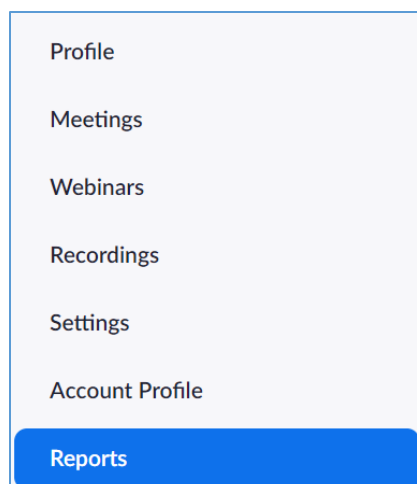 Profile
Meetings
Webinars
Recordings
Settings
Account Profile
Reports